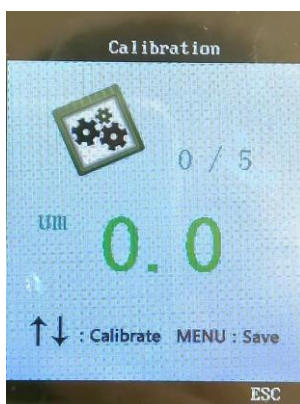 Calibration
0 / 5
um
0.0
↑↓ : Calibrate MENU : Save
ESC